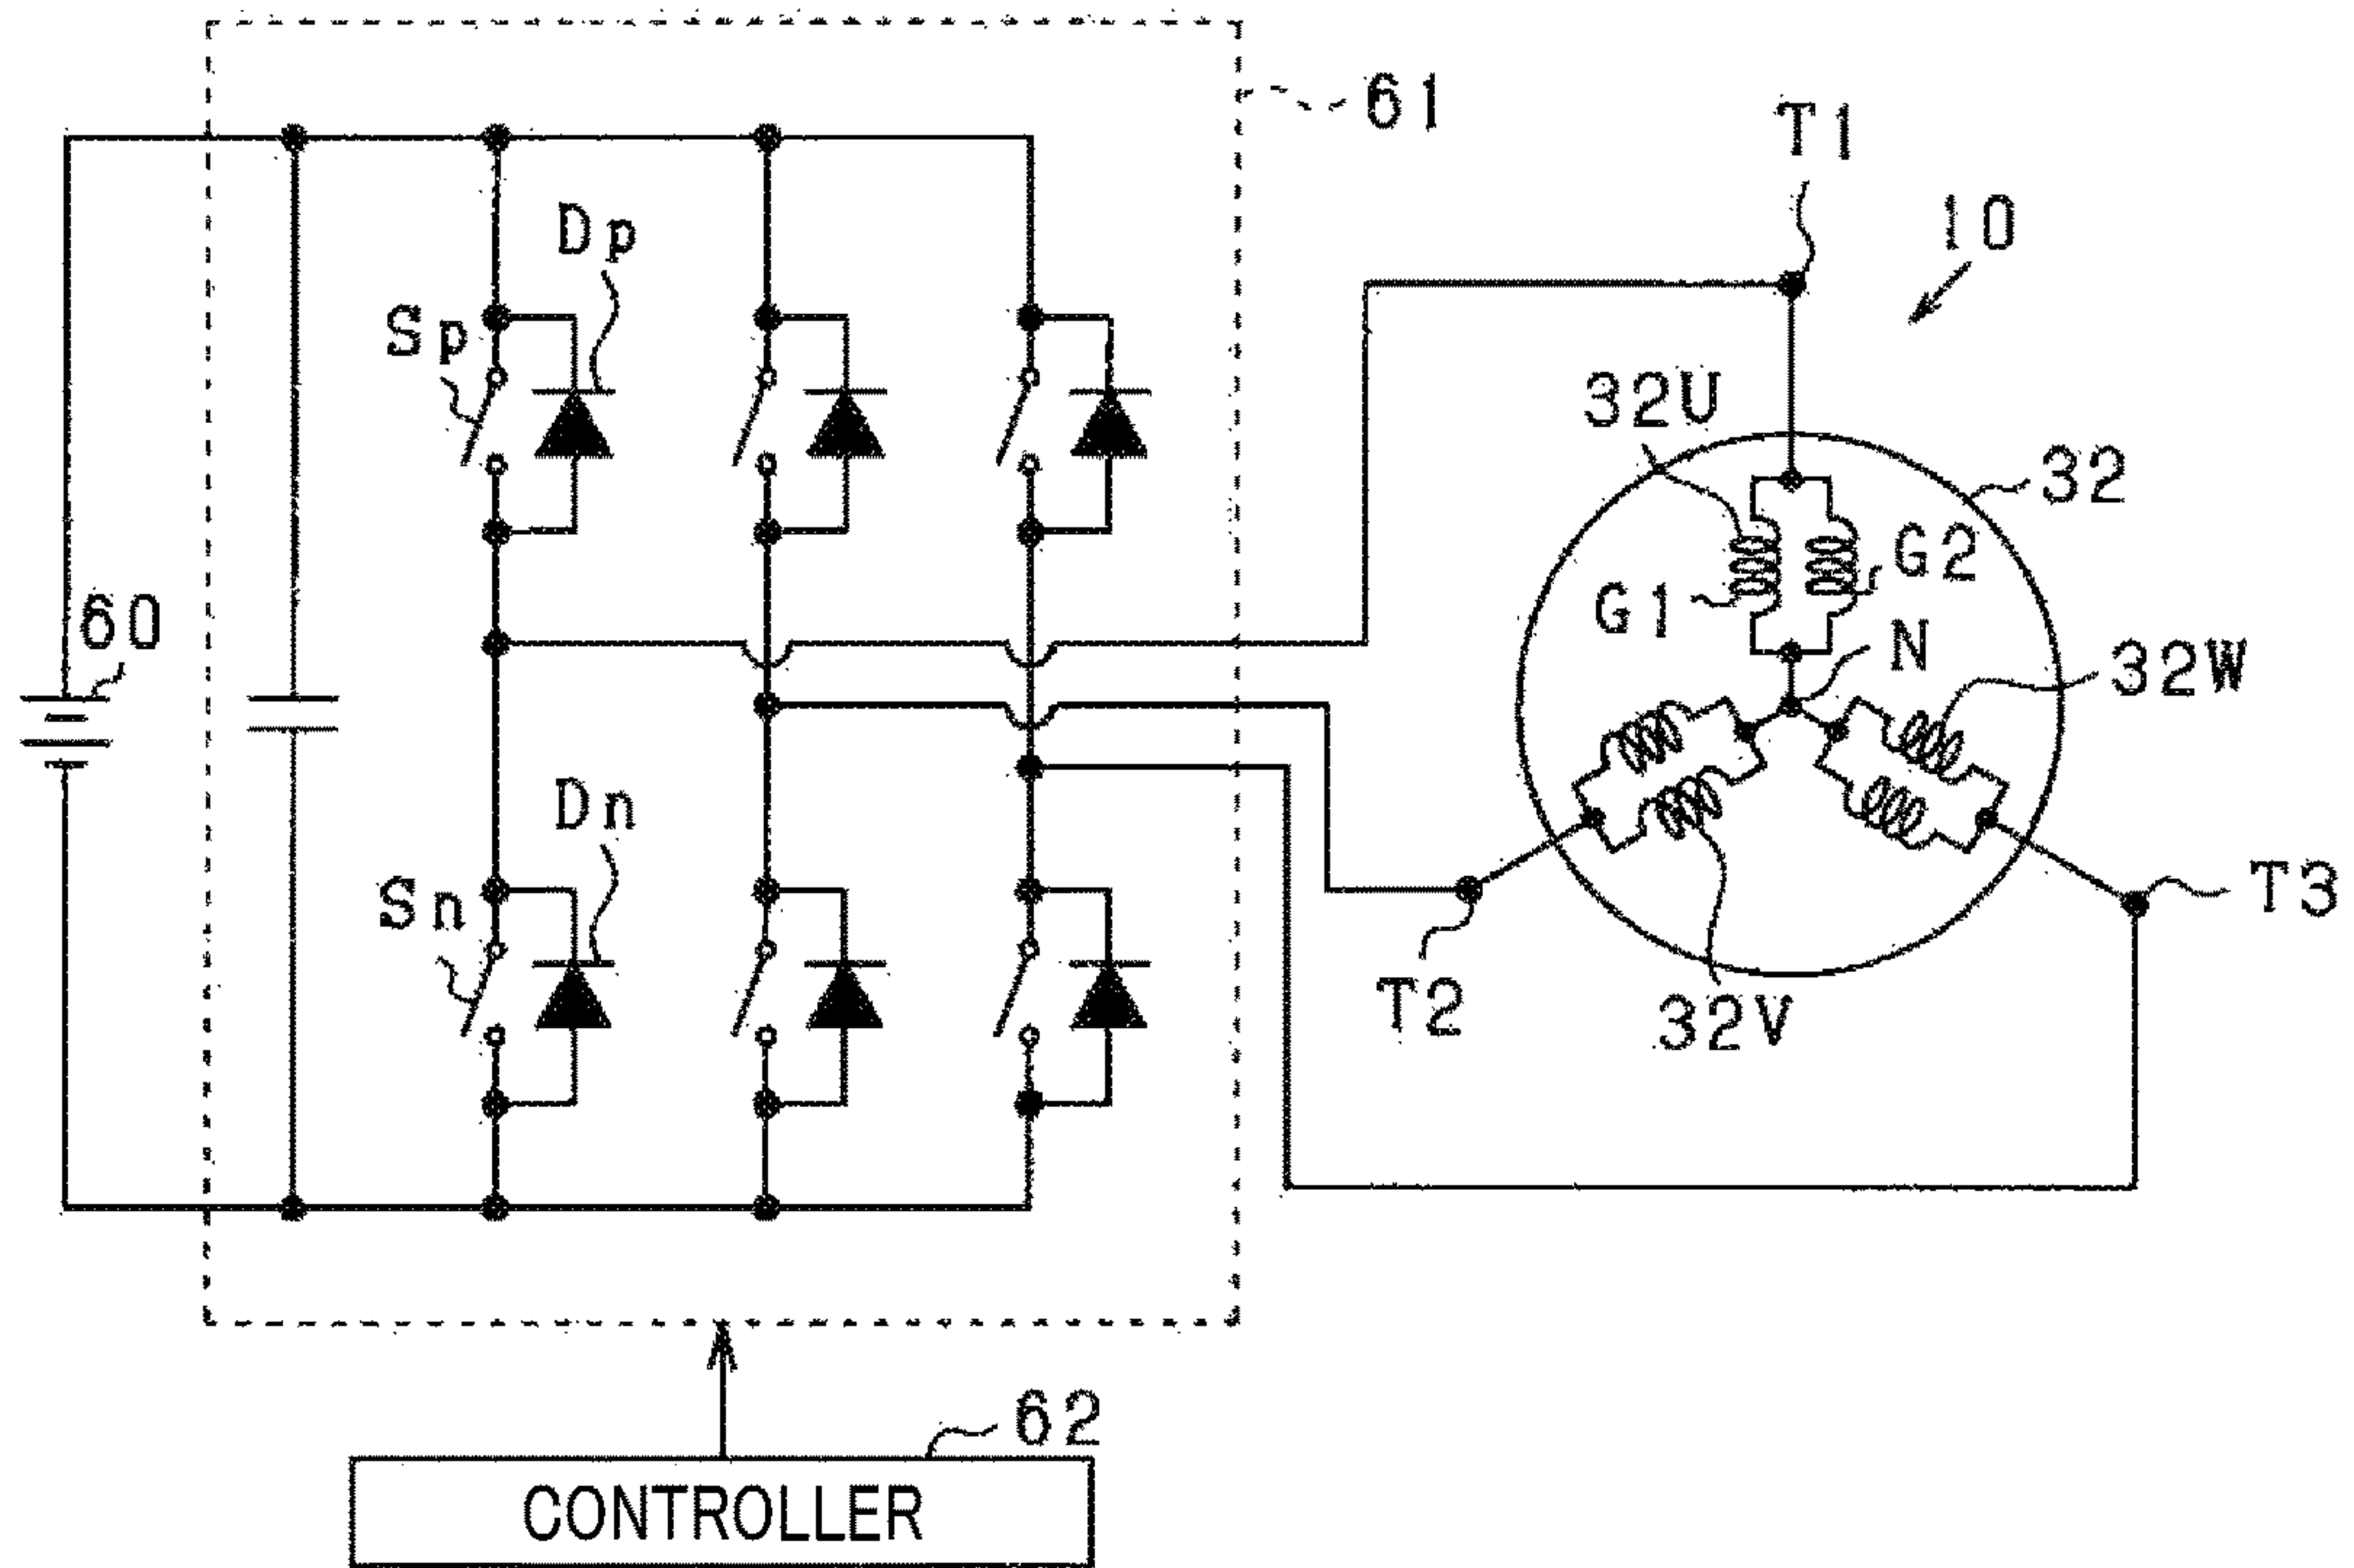 61
T1
10
Dp
Sp
32U
32
G2
G1
60
N
32W
Dn
Sn
T3
T2
32V
62
CONTROLLER